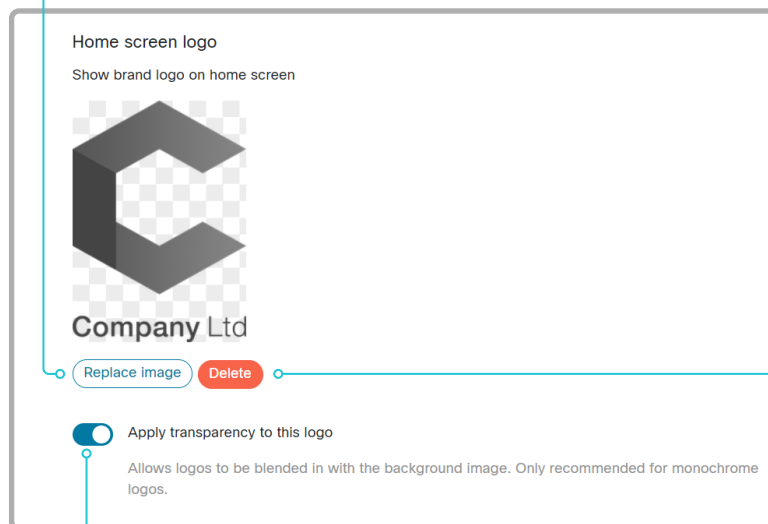 Home screen logo
Show brand logo on home screen
Company Ltd
Replace image Delete
Apply transparency to this logo
Allows logos to be blended in with the background image. Only recommended for monochrome
logos.